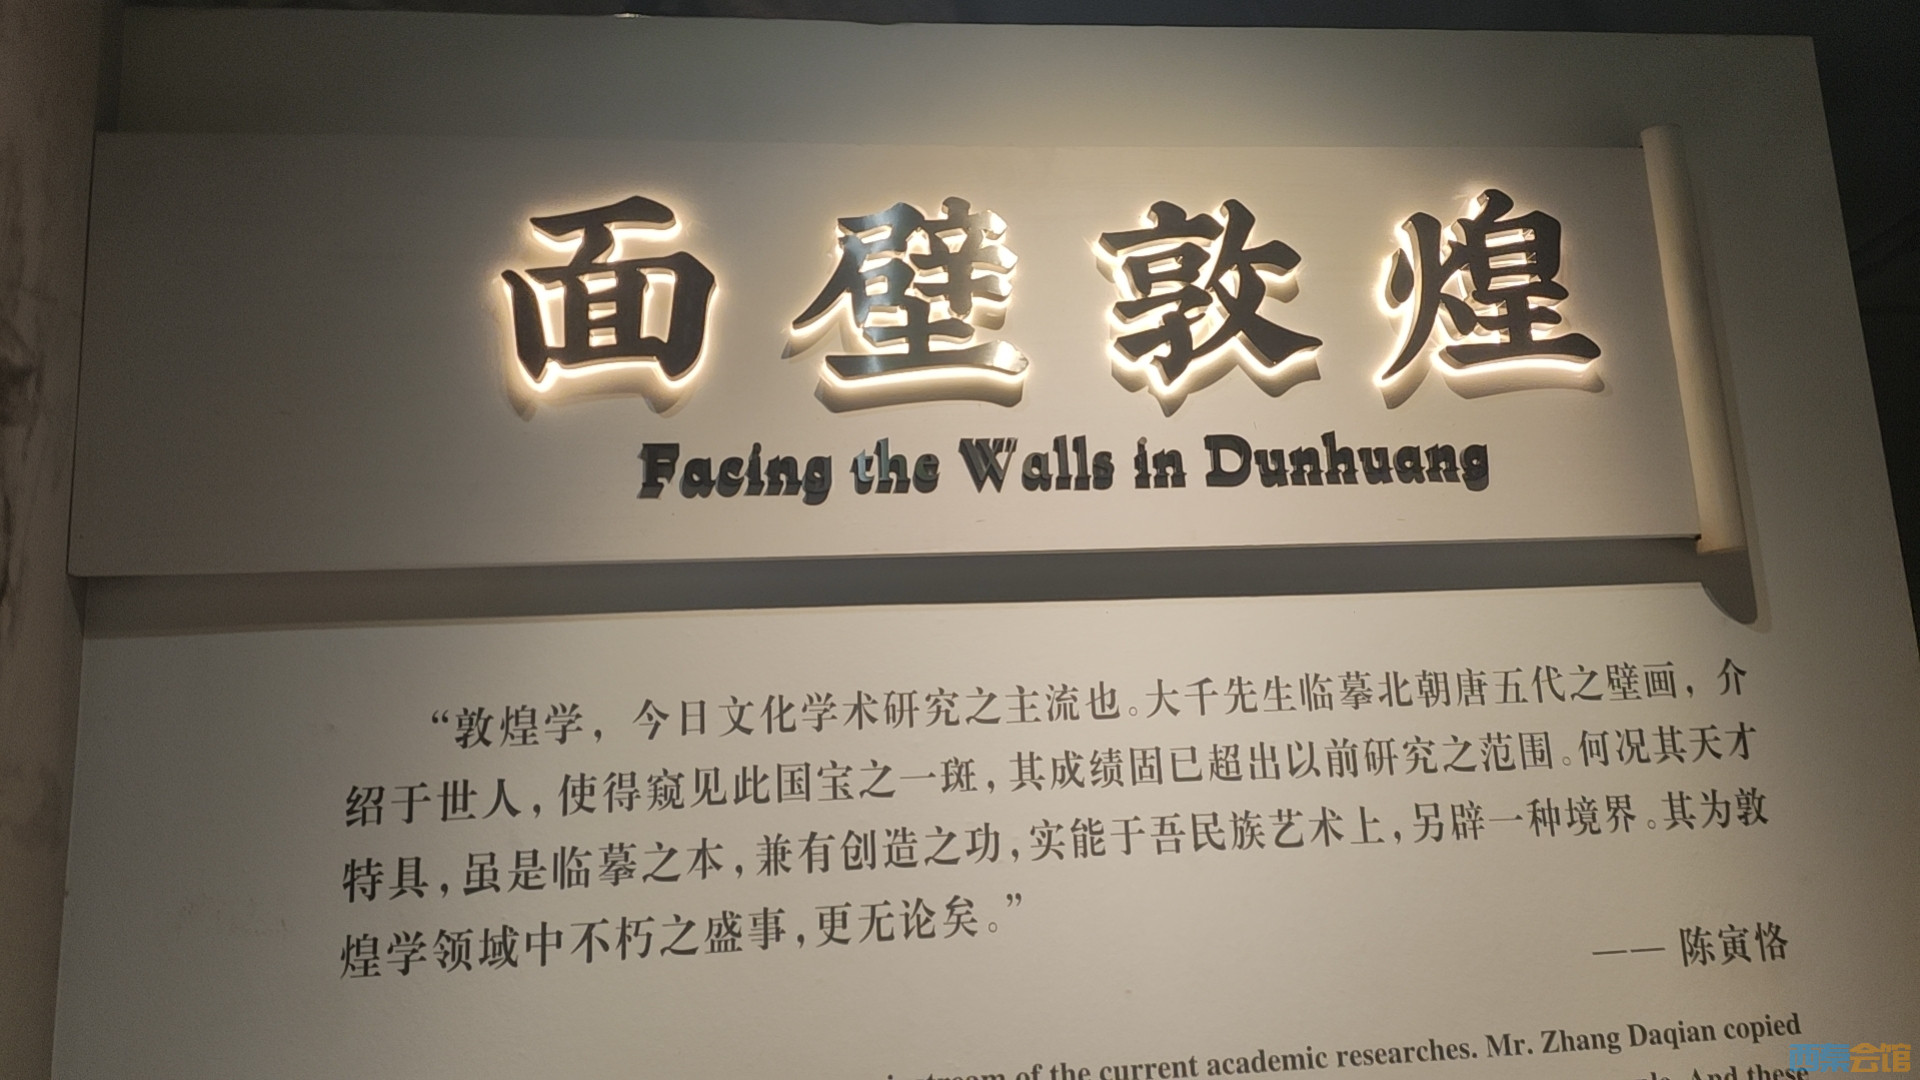 面壁敦煌
Facing the Walls in Dunhuang
“敦煌学，今日文化学术研究之主流也。大千先生临摹北朝唐五代之壁画，介
绍于世人，使得窥见此国宝之一斑，其成绩固已超出以前研究之范围。何况其天才
特具，虽是临摹之本，兼有创造之功，实能于吾民族艺术上，另辟一种境界。其为敦
煌学领域中不朽之盛事，更无论矣。”
—— 陈寅恪
of the current academic researches. Mr. Zhang Daqian copied
And these
会馆